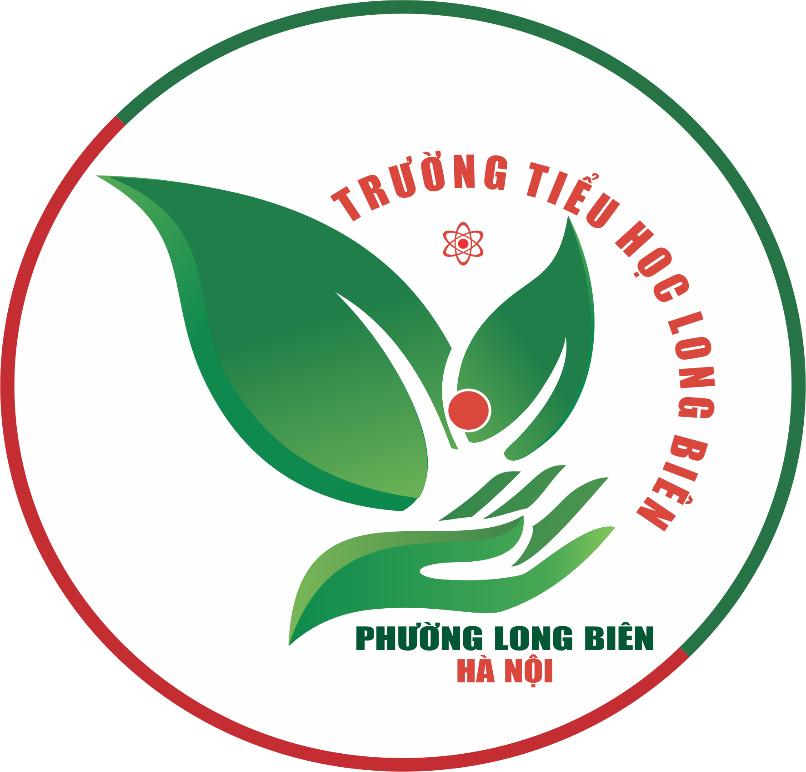 TRƯỜNG TIỂU HỌC LONG BIÊN
PHƯỜNG LONG BIÊN
HÀ NỘI